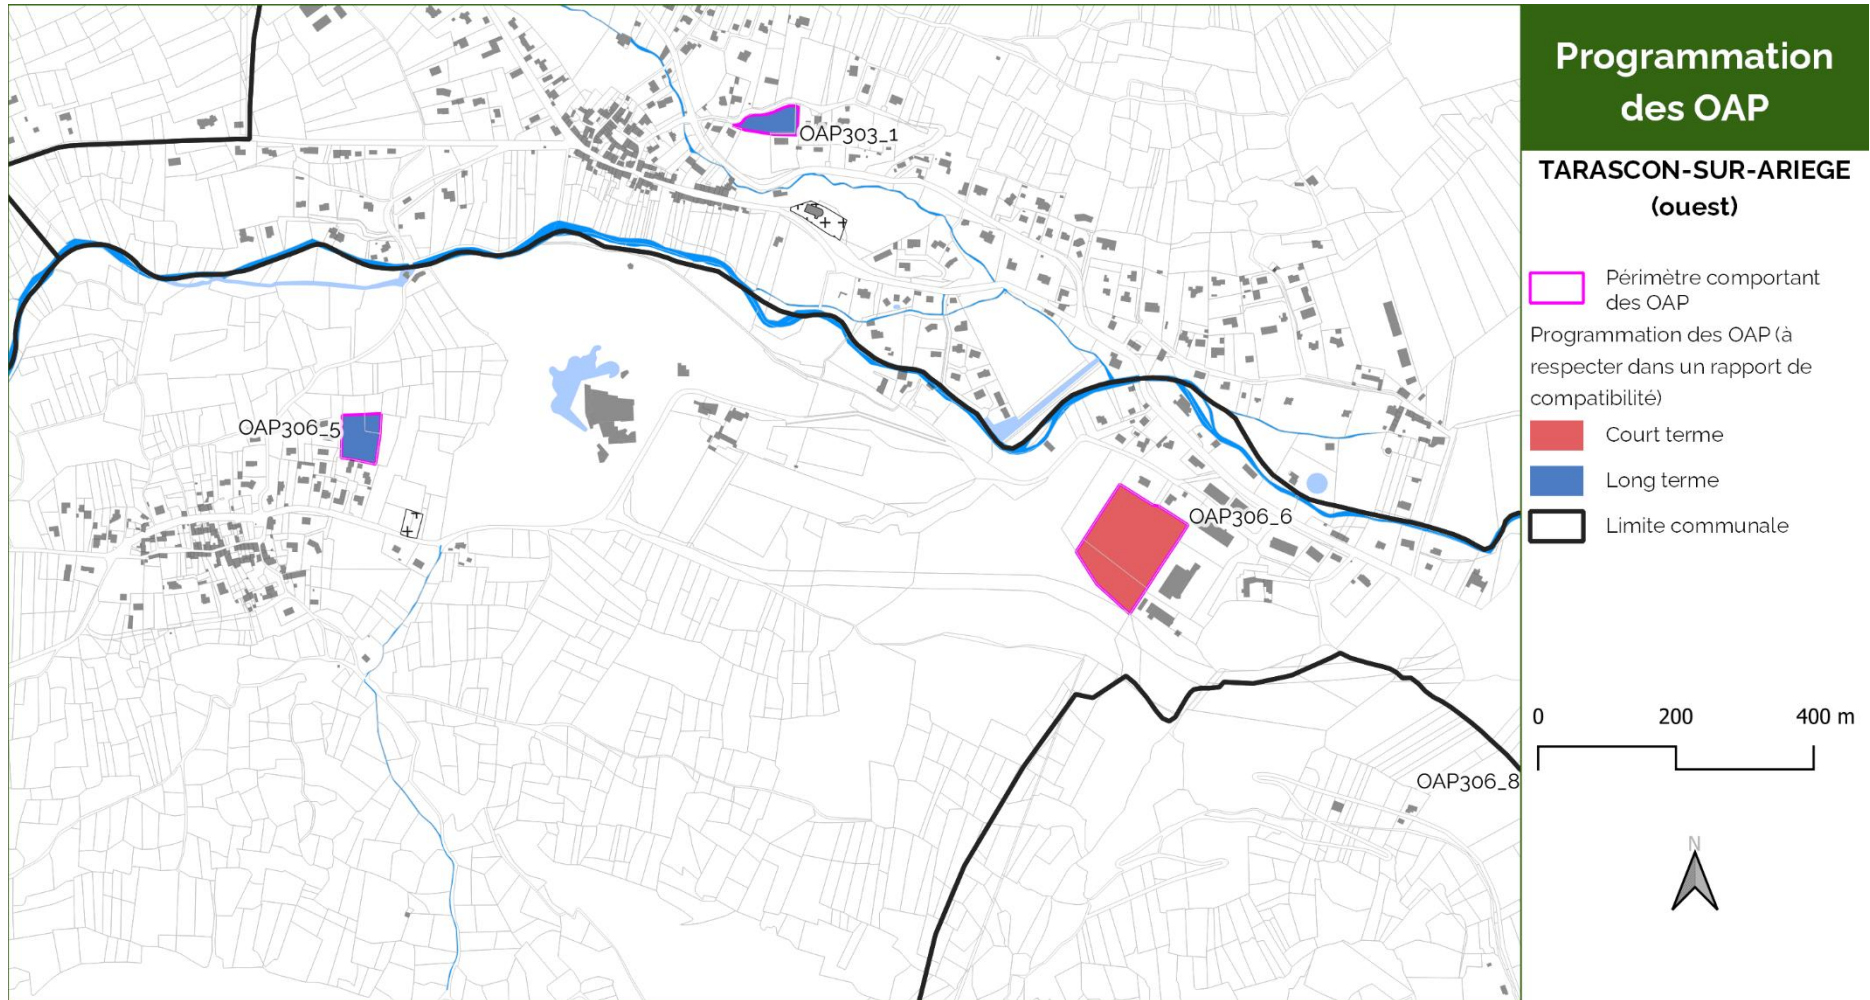 Programmation
des OAP
TARASCON-SUR-ARIEGE
(ouest)
Périmètre comportant
des OAP
Programmation des OAP (à
respecter dans un rapport de
compatibilité)
Court terme
Long terme
Limite communale
0 200 400 m
N
OAP303_1
OAP306_5
OAP306_6
OAP306_8